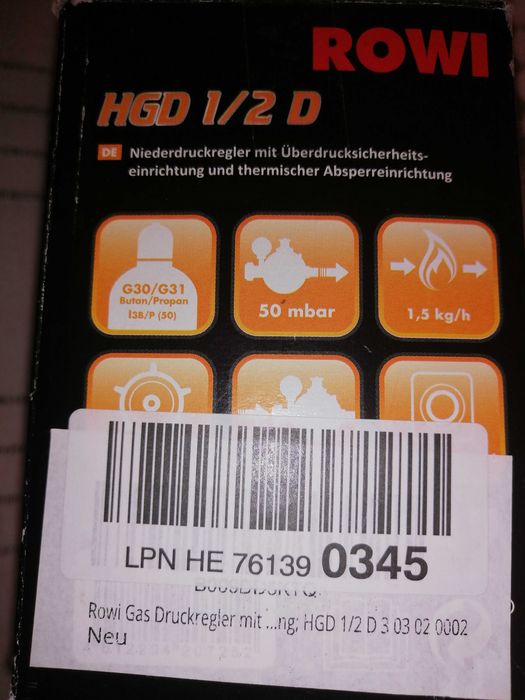 ROWI
HGD 1/2 D
DE Niederdruckregler mit Überdrucksicherheits-
einrichtung und thermischer Absperreinrichtung
G30/G31
Butan/Propan
I3B/P (50)
50 mbar
1,5 kg/h
LPN HE 76139 0345
Rowi Gas Druckregler mit ...ng; HGD 1/2 D 3 03 02 0002
Neu